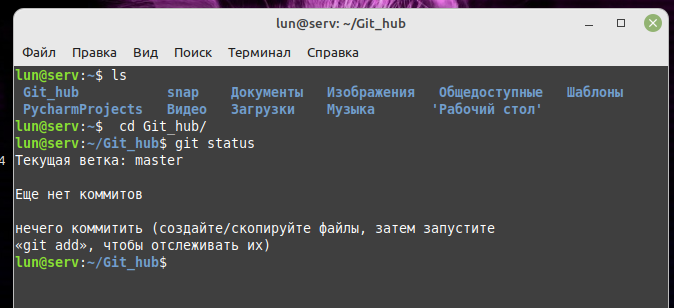 lun@serv: ~/Git_hub
Файл Правка Вид Поиск Терминал Справка
lun@serv:~$ ls
Git_hub snap Документы Изображения Общедоступные Шаблоны
PycharmProjects Видео Загрузки Музыка 'Рабочий стол'
lun@serv:~$  cd Git_hub/
lun@serv:~/Git_hub$ git status
Текущая ветка: master
Еще нет коммитов
нечего коммитить (создайте/скопируйте файлы, затем запустите
«git add», чтобы отслеживать их)
lun@serv:~/Git_hub$
4